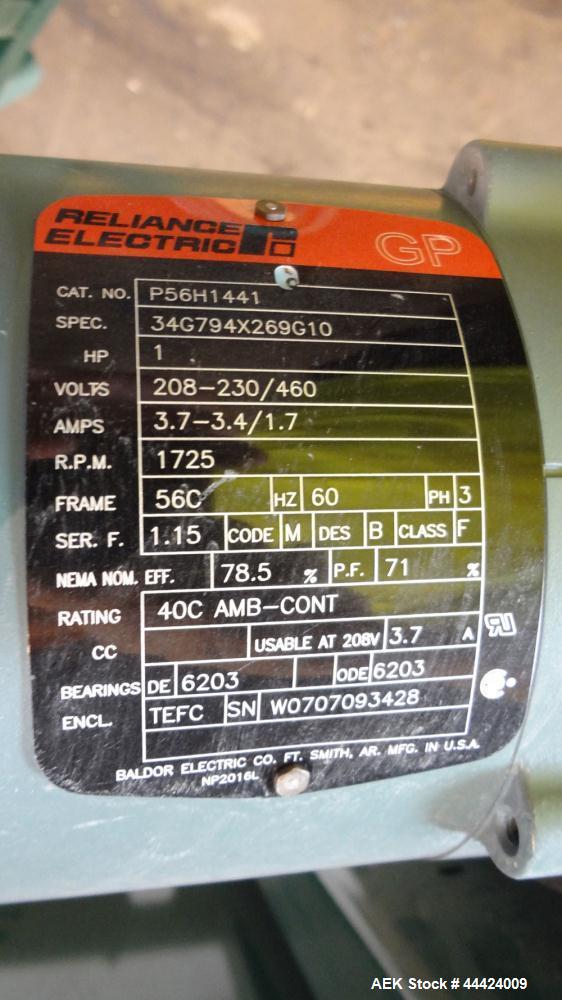 RELIANCE
ELECTRIC
GP
CAT. NO. P56H1441
SPEC. 34G794X269G10
HP 1
VOLTS 208-230/460
AMPS 3.7-3.4/1.7
R.P.M. 1725
FRAME 56C HZ 60 PH 3
SER. F. 1.15 CODE M DES B CLASS F
NEMA NOM. EFF. 78.5 % P.F. 71 %
RATING 40C AMB-CONT
CC USABLE AT 208V 3.7 A
BEARINGS DE 6203 ODE 6203
ENCL. TEFC SN W0707093428
BALDOR ELECTRIC CO. FT. SMITH, AR. MFG. IN U.S.A.
NP2016L
AEK Stock # 44424009